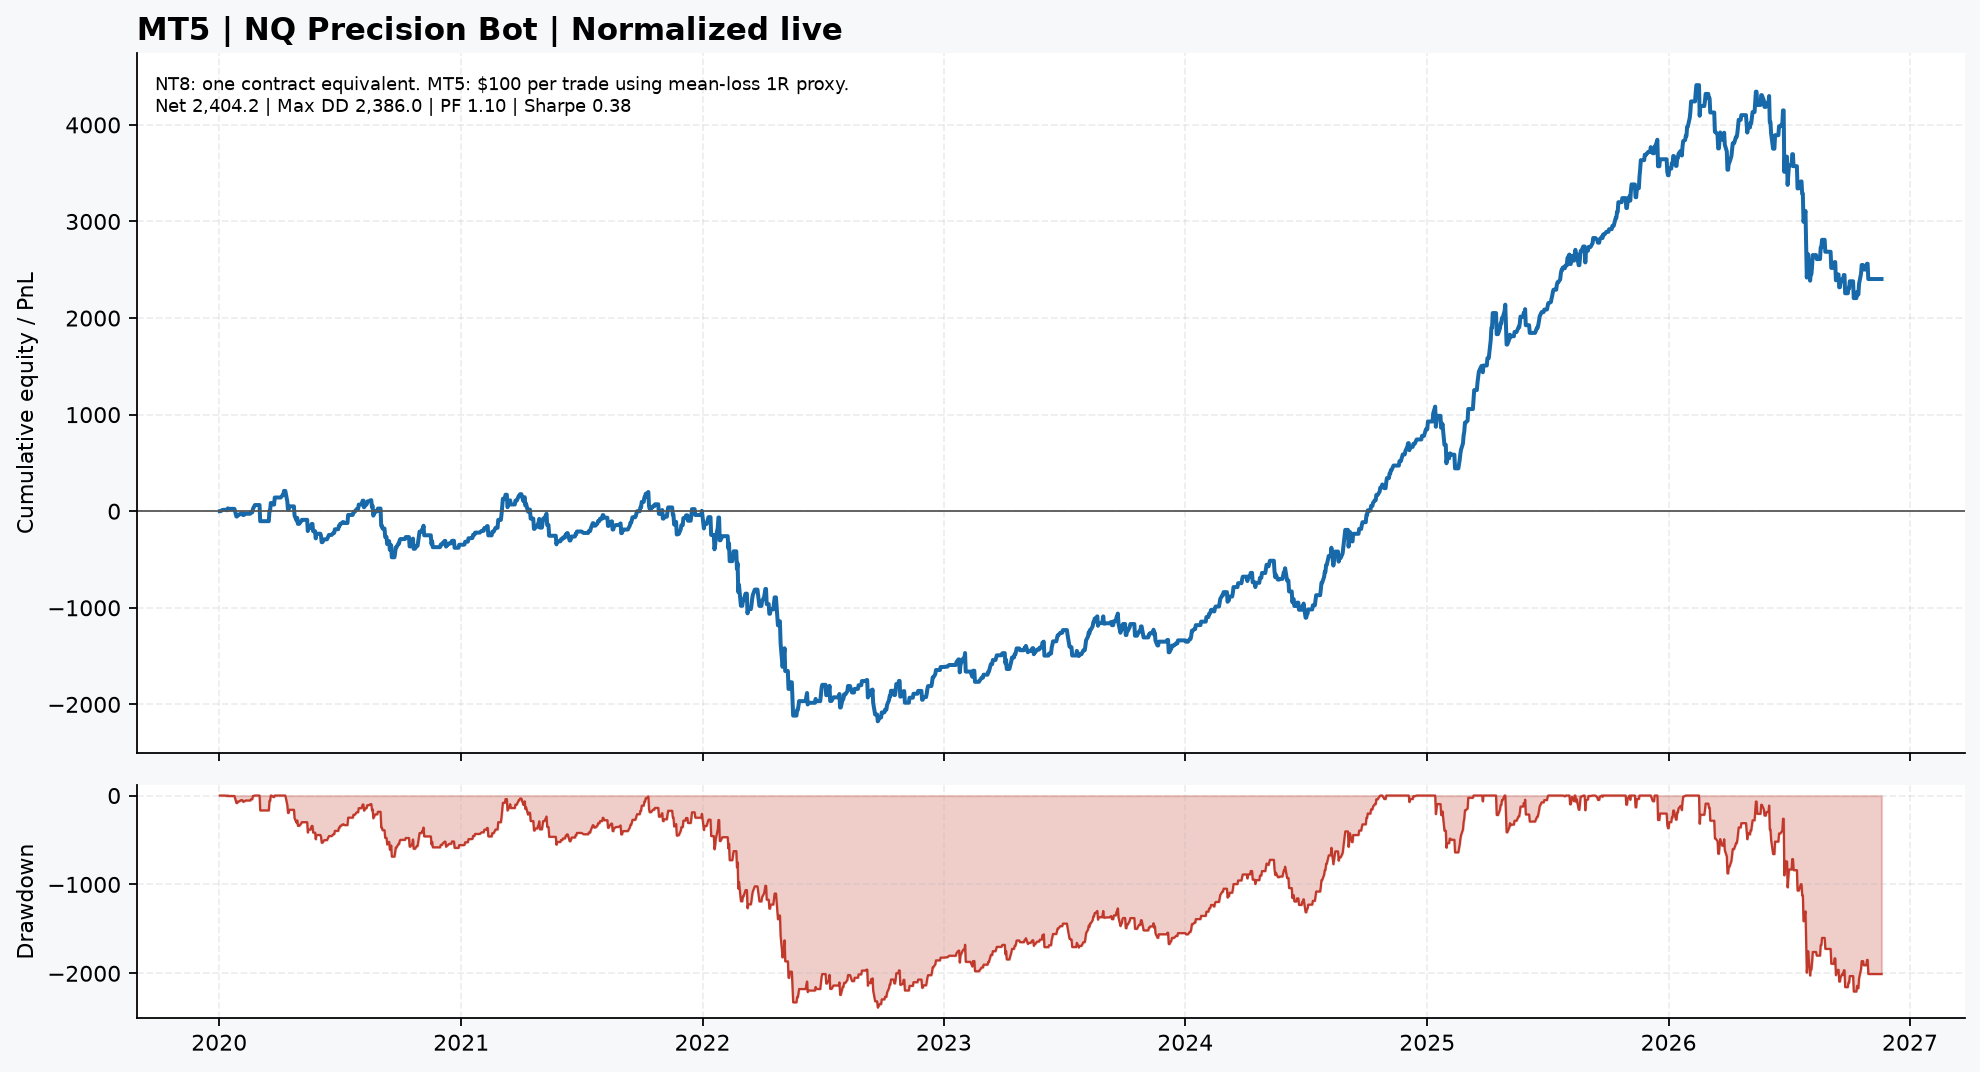 MT5 | NQ Precision Bot | Normalized live
NT8: one contract equivalent. MT5: $100 per trade using mean-loss 1R proxy.
Net 2,404.2 | Max DD 2,386.0 | PF 1.10 | Sharpe 0.38
Cumulative equity / PnL
4000
3000
2000
1000
0
−1000
−2000
Drawdown
0
−1000
−2000
2020 2021 2022 2023 2024 2025 2026 2027